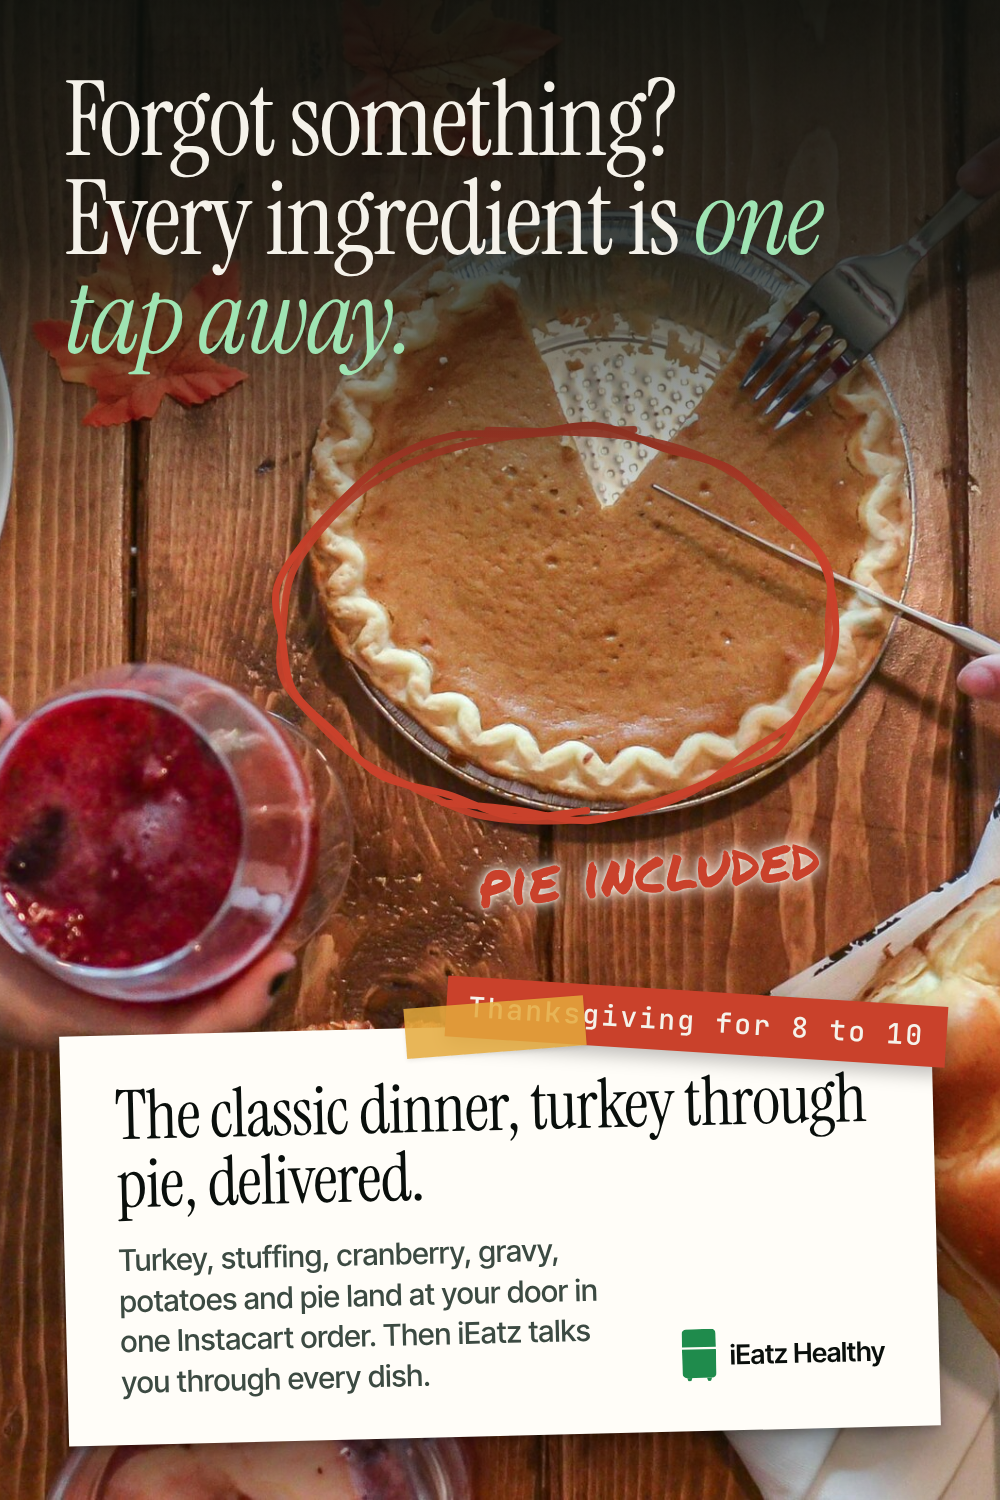 Forgot something?
Every ingredient is one
tap away.
PIE INCLUDED
Thanksgiving for 8 to 10
The classic dinner, turkey through
pie, delivered.
Turkey, stuffing, cranberry, gravy,
potatoes and pie land at your door in
one Instacart order. Then iEatz talks
you through every dish.
iEatz Healthy